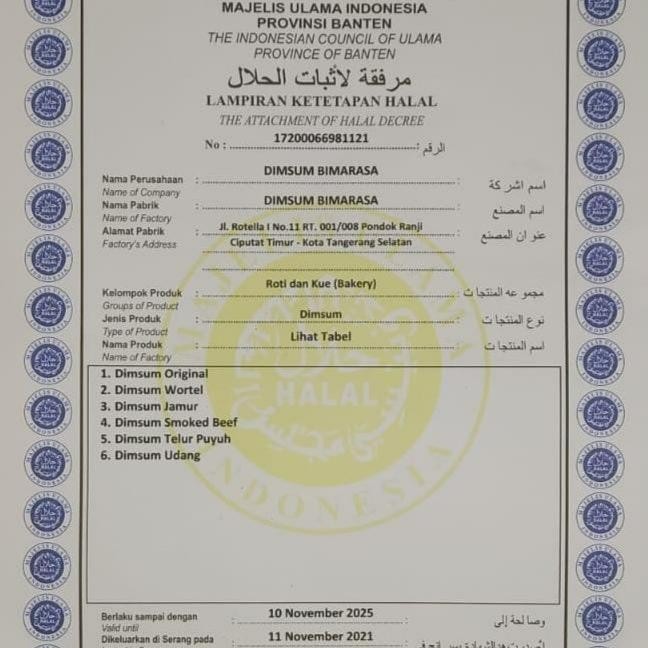 MAJELIS ULAMA INDONESIA
PROVINSI BANTEN
THE INDONESIAN COUNCIL OF ULAMA
PROVINCE OF BANTEN
مرفقة لأثبات الحلال
LAMPIRAN KETETAPAN HALAL
THE ATTACHMENT OF HALAL DECREE
No : 17200066981121 : الرقم
Nama Perusahaan : DIMSUM BIMARASA : اسم اشركة
Name of Company
Nama Pabrik : DIMSUM BIMARASA : اسم المصنع
Name of Factory
Alamat Pabrik : Jl. Rotella I No.11 RT. 001/008 Pondok Ranji : عنوان المصنع
Factory's Address Ciputat Timur - Kota Tangerang Selatan
Kelompok Produk : Roti dan Kue (Bakery) : مجموعه المنتجات
Groups of Product
Jenis Produk : Dimsum : نوع المنتجات
Type of Product
Nama Produk : Lihat Tabel : اسم المنتجات
Name of Factory
1. Dimsum Original
2. Dimsum Wortel
3. Dimsum Jamur
4. Dimsum Smoked Beef
5. Dimsum Telur Puyuh
6. Dimsum Udang
MAJELIS ULAMA
HALAL
INDONESIA
Berlaku sampai dengan : 10 November 2025 : وصالحة إلى
Valid until
Dikeluarkan di Serang pada : 11 November 2021